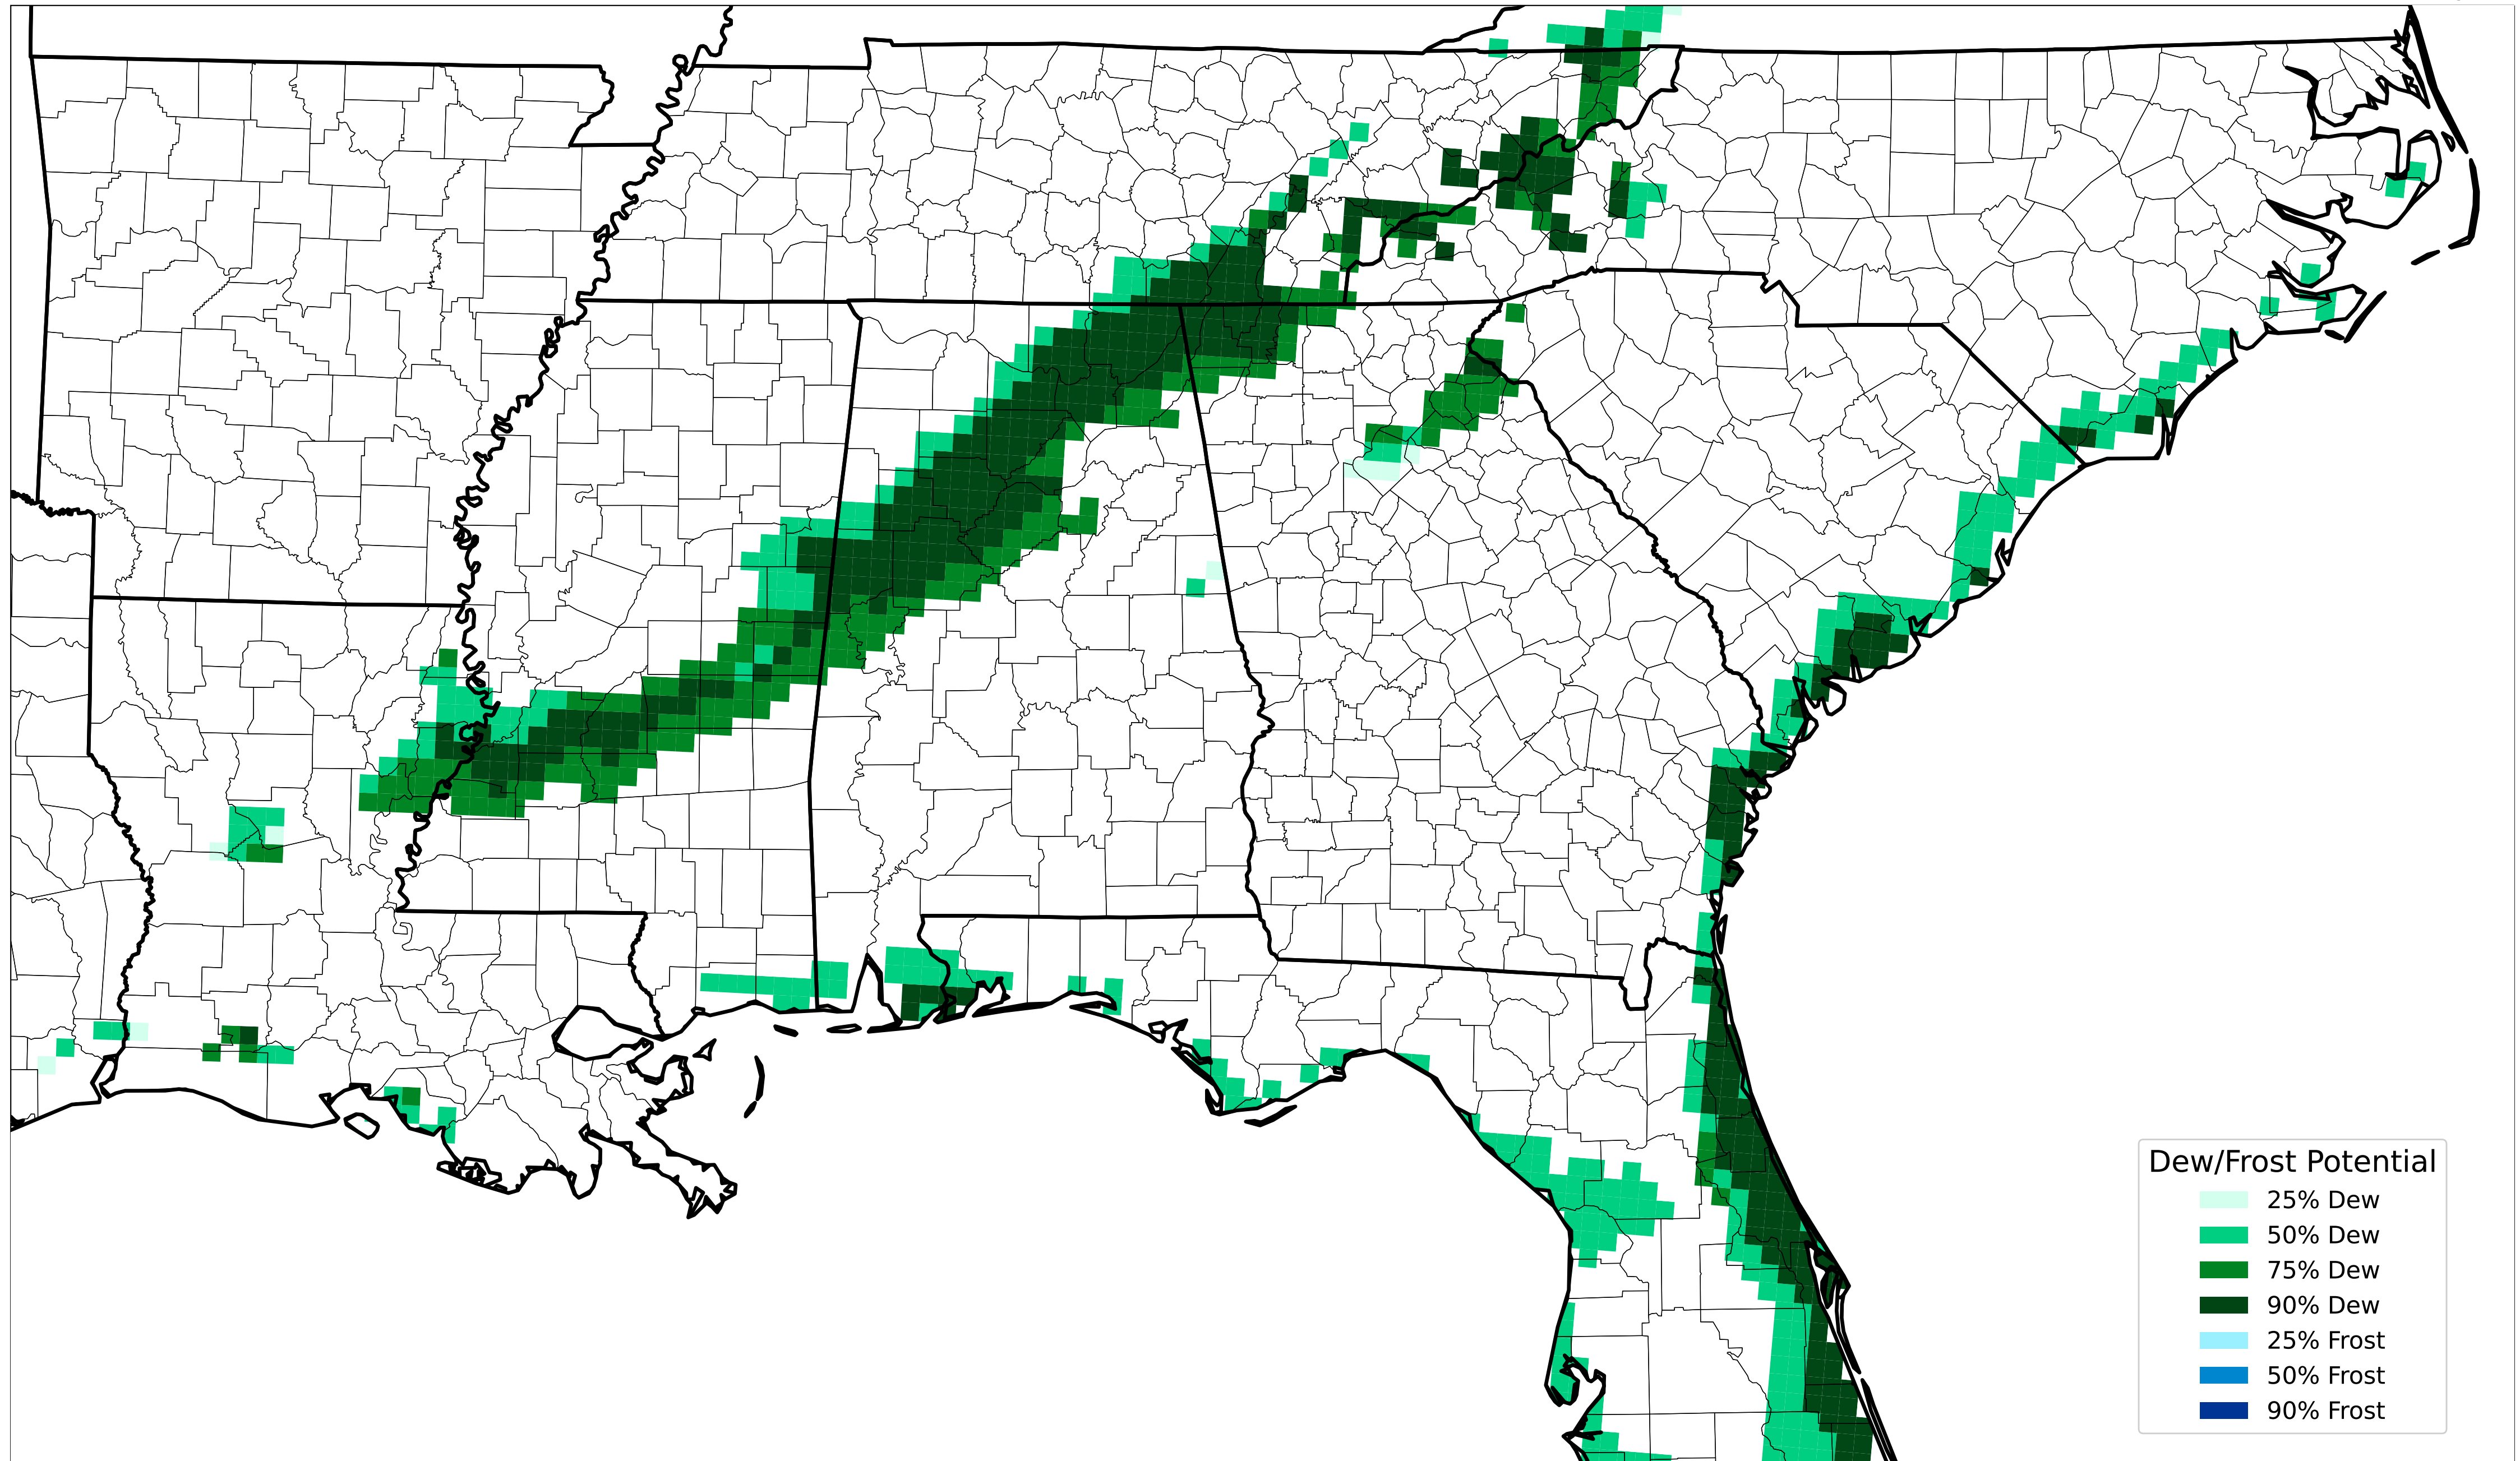 Dew/Frost Potential
25% Dew
50% Dew
75% Dew
90% Dew
25% Frost
50% Frost
90% Frost